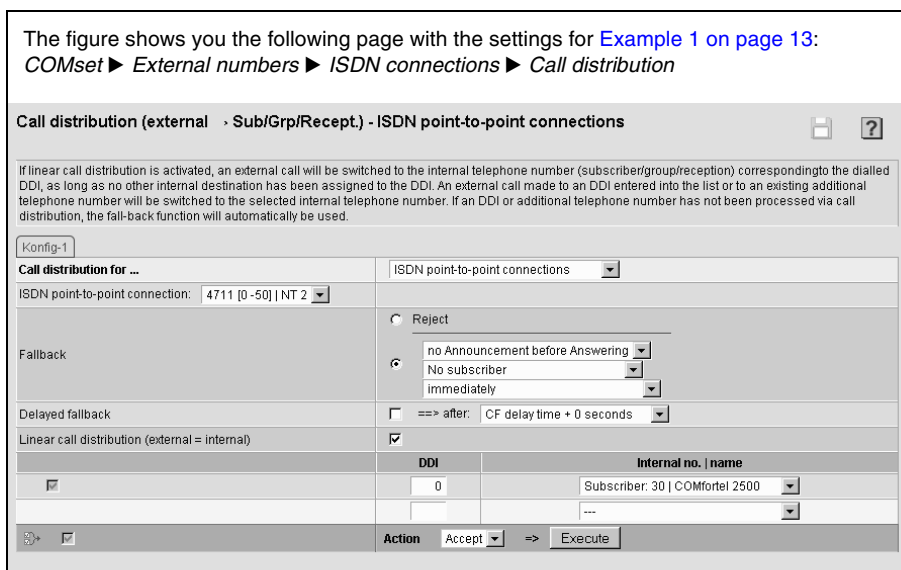 The figure shows you the following page with the settings for Example 1 on page 13:
COMset ▶ External numbers ▶ ISDN connections ▶ Call distribution
Call distribution (external › Sub/Grp/Recept.) - ISDN point-to-point connections
?
If linear call distribution is activated, an external call will be switched to the internal telephone number (subscriber/group/reception) correspondingto the dialled
DDI, as long as no other internal destination has been assigned to the DDI. An external call made to an DDI entered into the list or to an existing additional
telephone number will be switched to the selected internal telephone number. If an DDI or additional telephone number has not been processed via call
distribution, the fall-back function will automatically be used.
Konfig-1
Call distribution for ... ISDN point-to-point connections
ISDN point-to-point connection: 4711 [0 -50] | NT 2
Reject
Fallback
no Announcement before Answering
No subscriber
immediately
Delayed fallback ==> after: CF delay time + 0 seconds
Linear call distribution (external = internal)
DDI Internal no. | name
0 Subscriber: 30 | COMfortel 2500
---
Action Accept => Execute